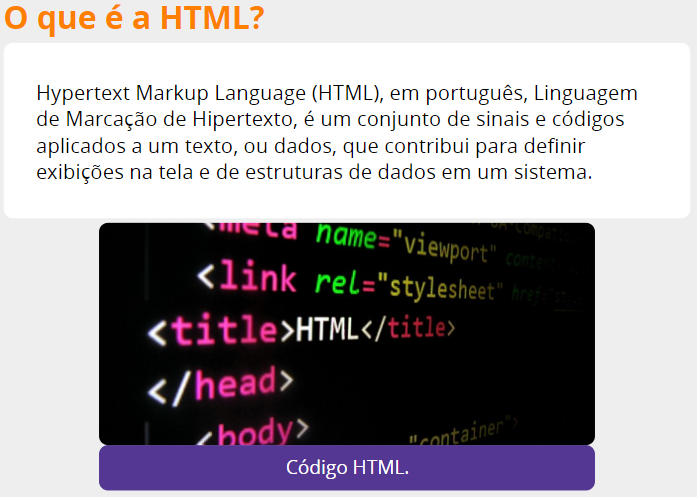 O que é a HTML?
Hypertext Markup Language (HTML), em português, Linguagem
de Marcação de Hipertexto, é um conjunto de sinais e códigos
aplicados a um texto, ou dados, que contribui para definir
exibições na tela e de estruturas de dados em um sistema.
<meta name="viewport"
<link rel="stylesheet" href=
<title>HTML</title>
</head>
<body>
"container">
Código HTML.